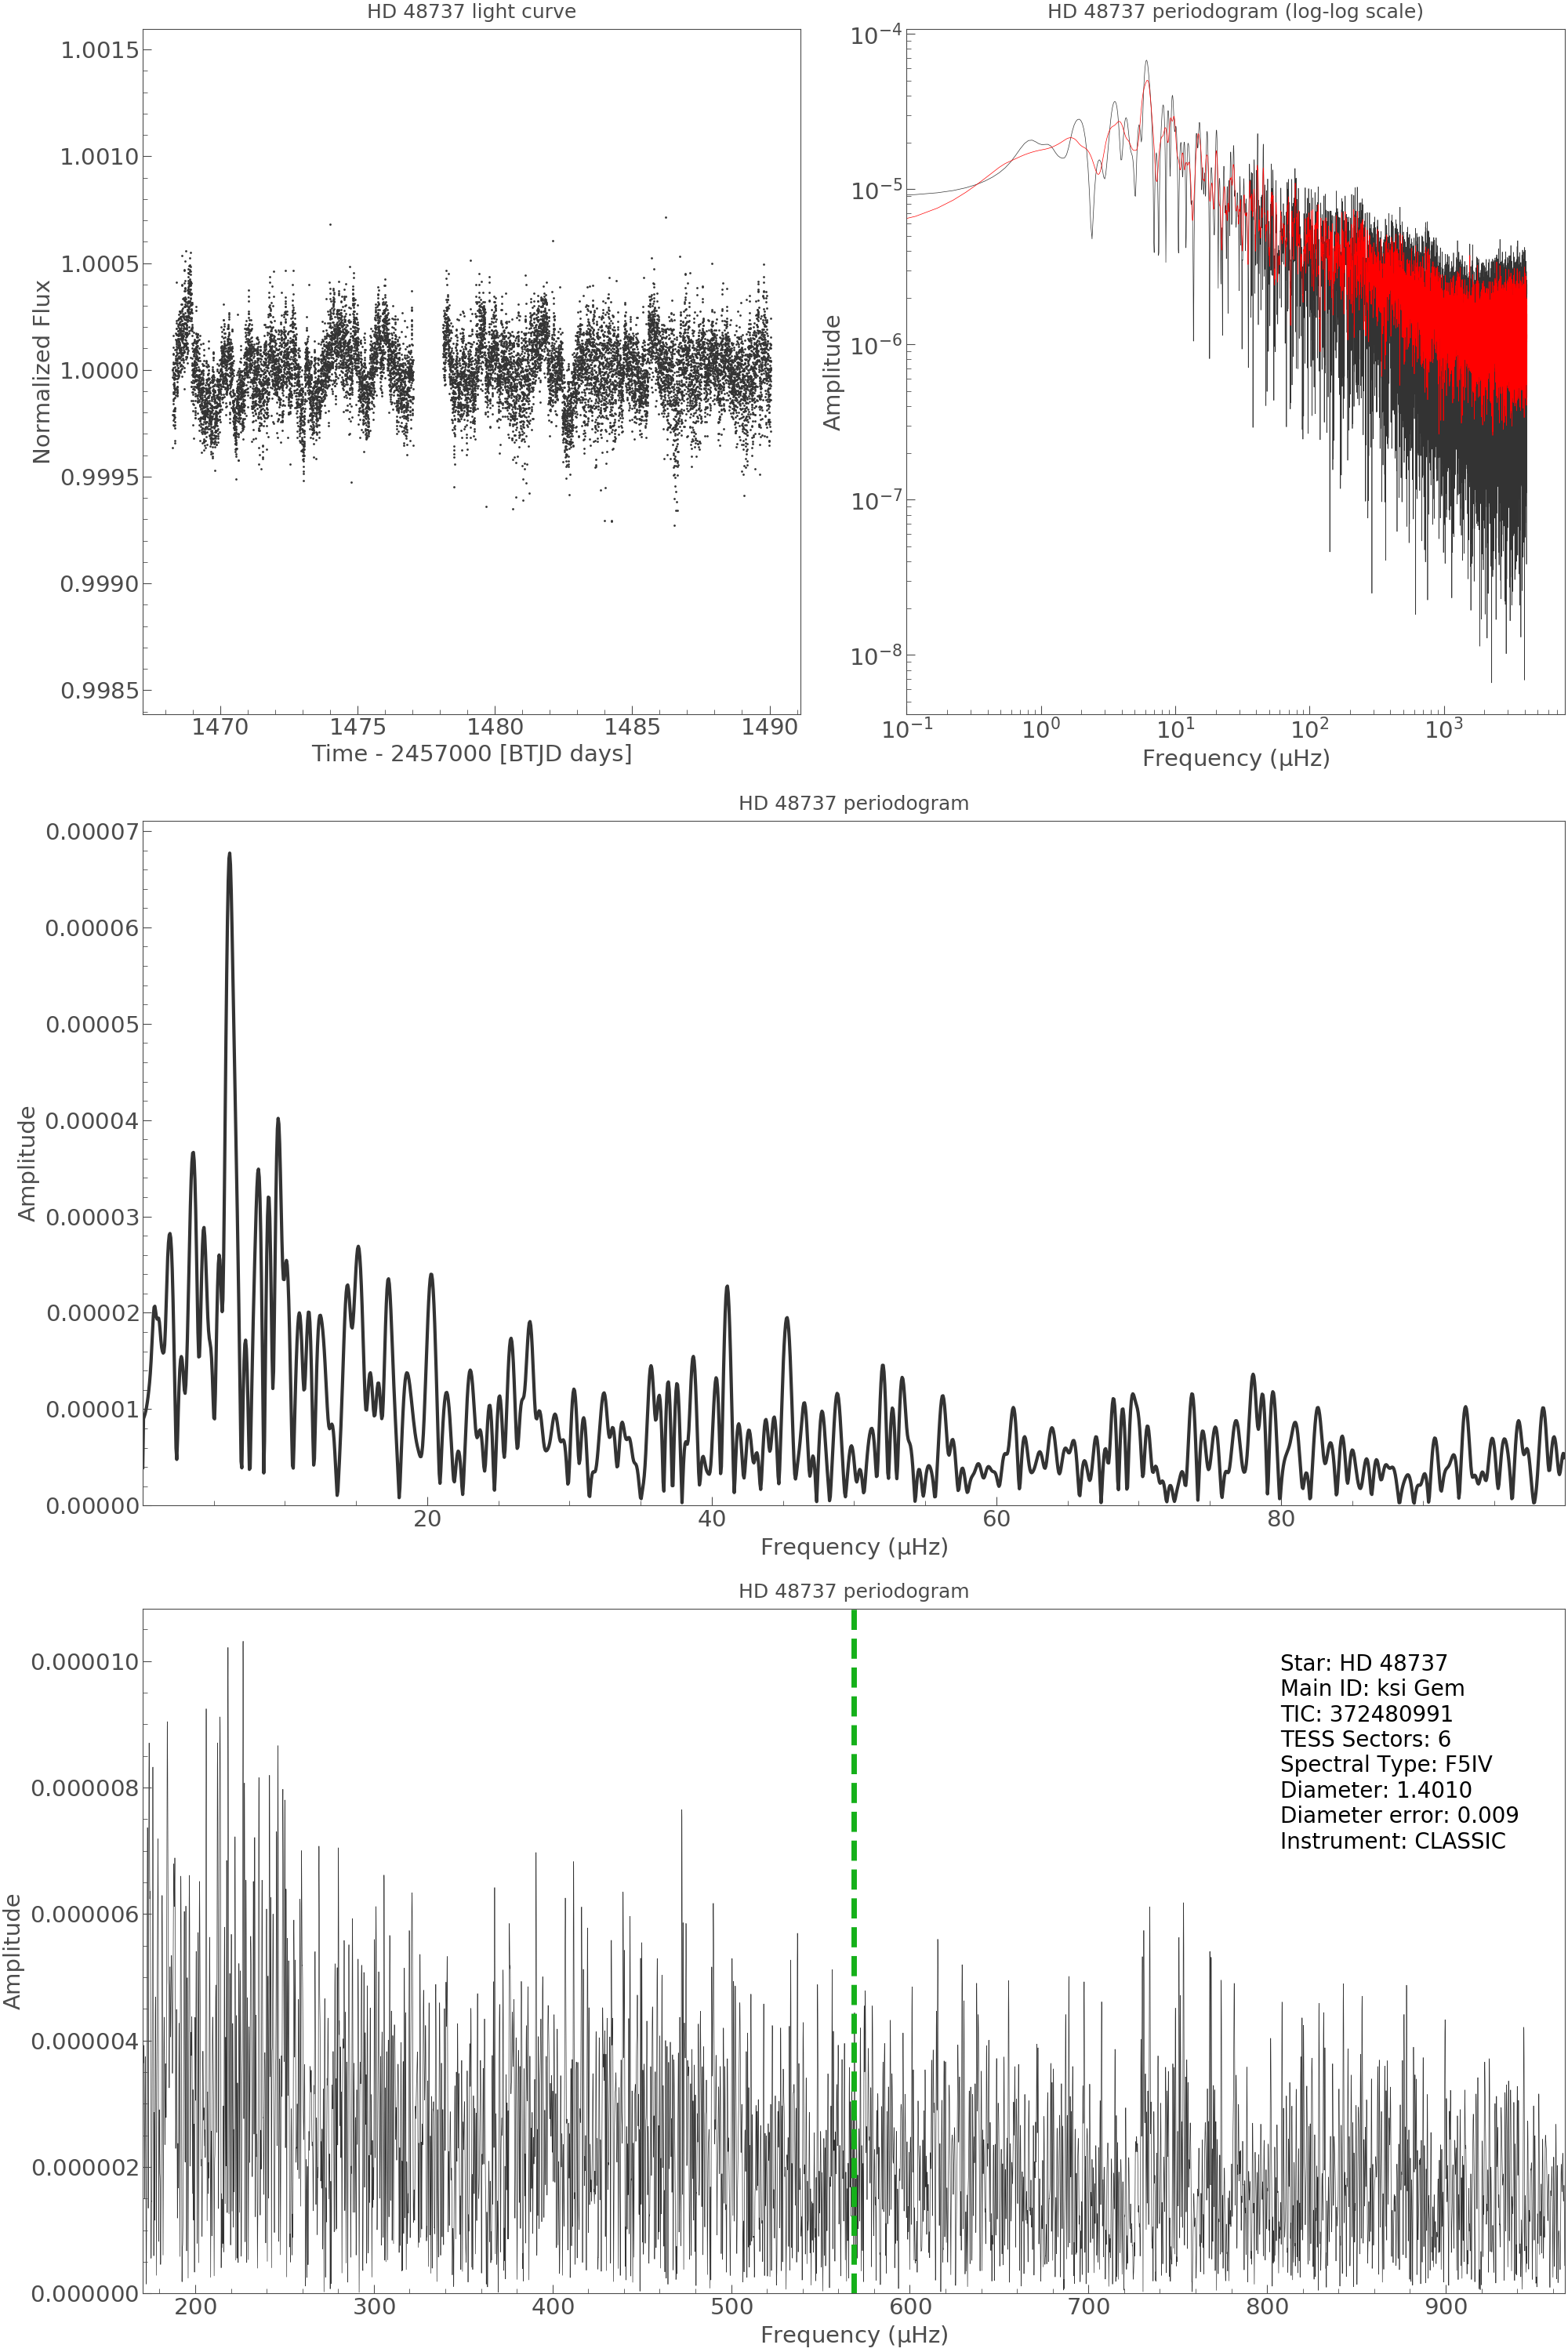 HD 48737 light curve
1.0015
1.0010
1.0005
1.0000
0.9995
0.9990
0.9985
Normalized Flux
1470 1475 1480 1485 1490
Time - 2457000 [BTJD days]
HD 48737 periodogram (log-log scale)
10⁻⁴
10⁻⁵
10⁻⁶
10⁻⁷
10⁻⁸
Amplitude
10⁻¹ 10⁰ 10¹ 10² 10³
Frequency (μHz)
HD 48737 periodogram
0.00007
0.00006
0.00005
0.00004
0.00003
0.00002
0.00001
0.00000
Amplitude
20 40 60 80
Frequency (μHz)
HD 48737 periodogram
0.000010
0.000008
0.000006
0.000004
0.000002
0.000000
Amplitude
Star: HD 48737
Main ID: ksi Gem
TIC: 372480991
TESS Sectors: 6
Spectral Type: F5IV
Diameter: 1.4010
Diameter error: 0.009
Instrument: CLASSIC
200 300 400 500 600 700 800 900
Frequency (μHz)